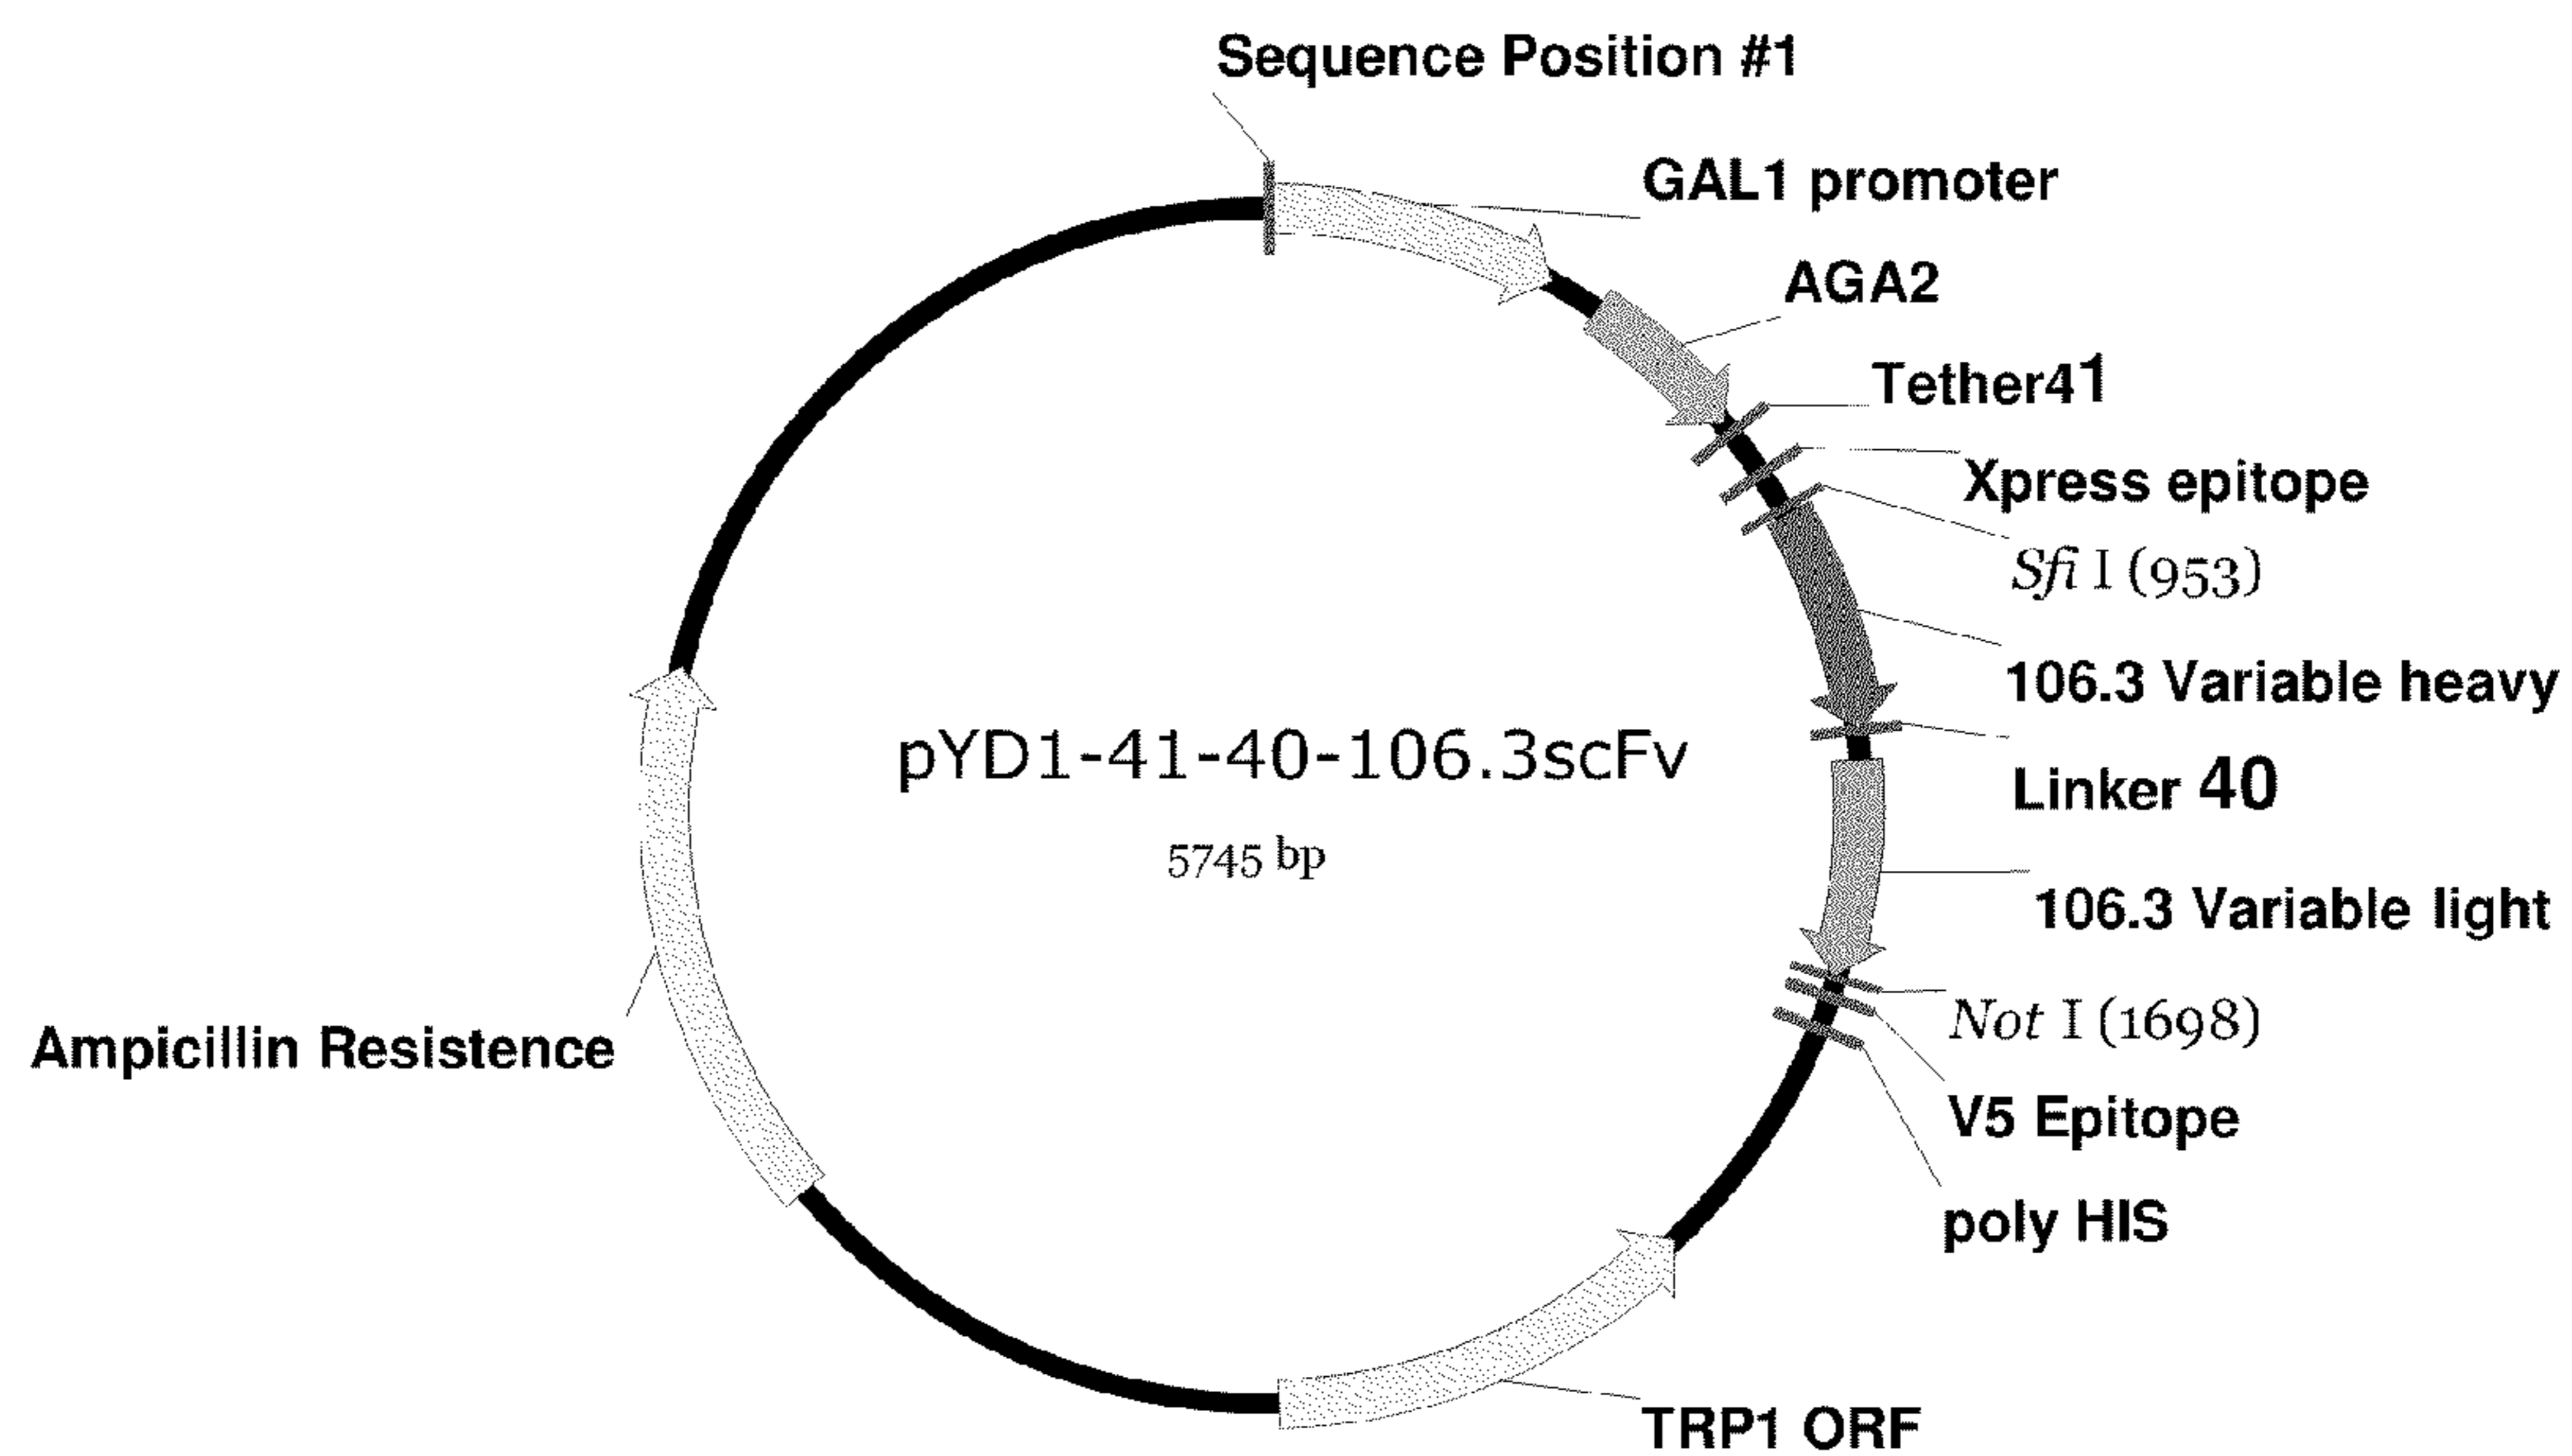 Sequence Position #1
GAL1 promoter
AGA2
Tether41
Xpress epitope
Sfi I (953)
106.3 Variable heavy
pYD1-41-40-106.3scFv
5745 bp
Linker 40
106.3 Variable light
Not I (1698)
Ampicillin Resistence
V5 Epitope
poly HIS
TRP1 ORF